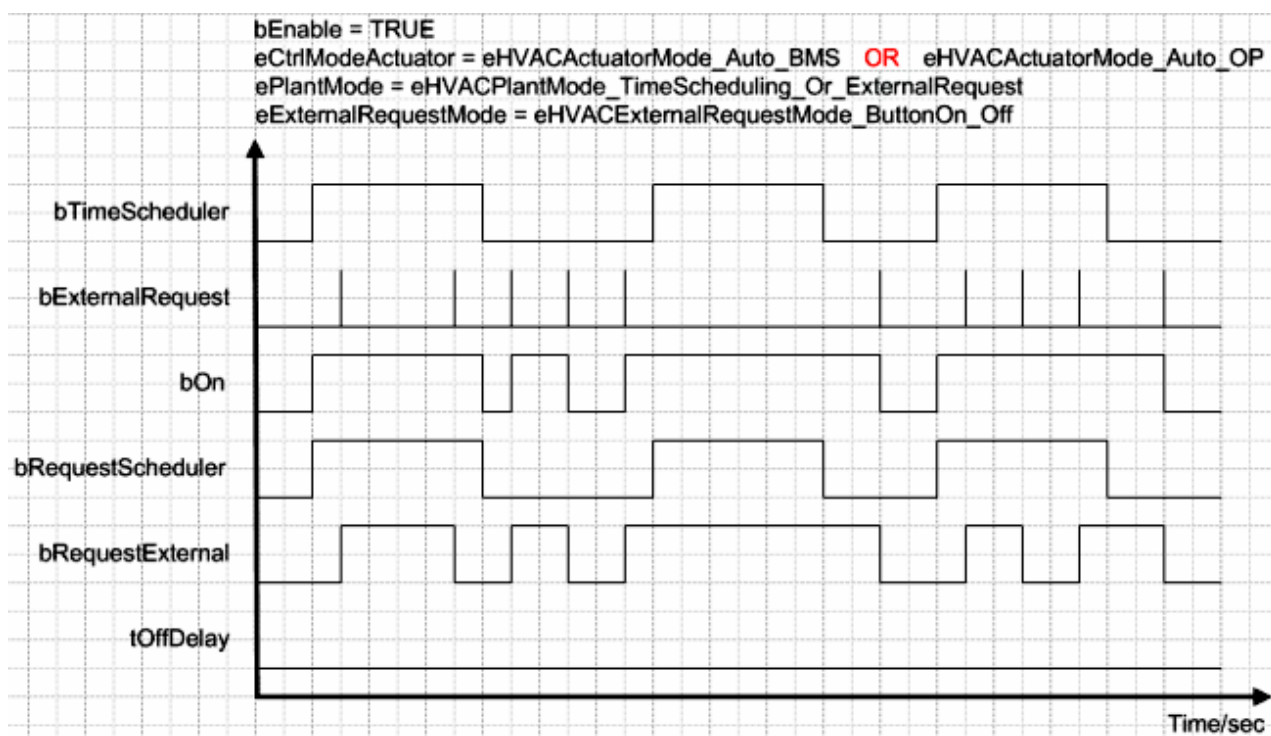 bEnable = TRUE
eCtrlModeActuator = eHVACActuatorMode_Auto_BMS OR eHVACActuatorMode_Auto_OP
ePlantMode = eHVACPlantMode_TimeScheduling_Or_ExternalRequest
eExternalRequestMode = eHVACExternalRequestMode_ButtonOn_Off
bTimeScheduler
bExternalRequest
bOn
bRequestScheduler
bRequestExternal
tOffDelay
Time/sec